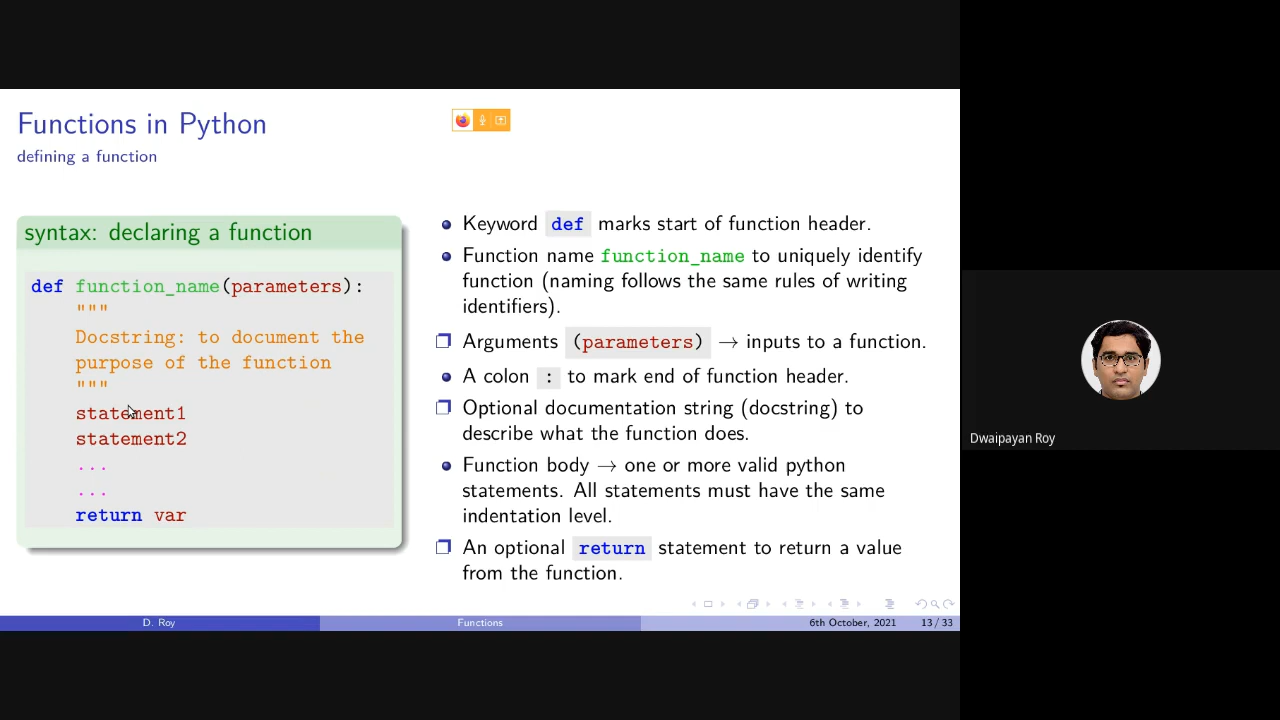 Functions in Python
defining a function
syntax: declaring a function
def function_name(parameters):
"""
Docstring: to document the
purpose of the function
"""
statement1
statement2
...
...
return var
Keyword def marks start of function header.
Function name function_name to uniquely identify
function (naming follows the same rules of writing
identifiers).
Arguments (parameters) → inputs to a function.
A colon : to mark end of function header.
Optional documentation string (docstring) to
describe what the function does.
Function body → one or more valid python
statements. All statements must have the same
indentation level.
An optional return statement to return a value
from the function.
D. Roy Functions 6th October, 2021 13 / 33
Dwaipayan Roy